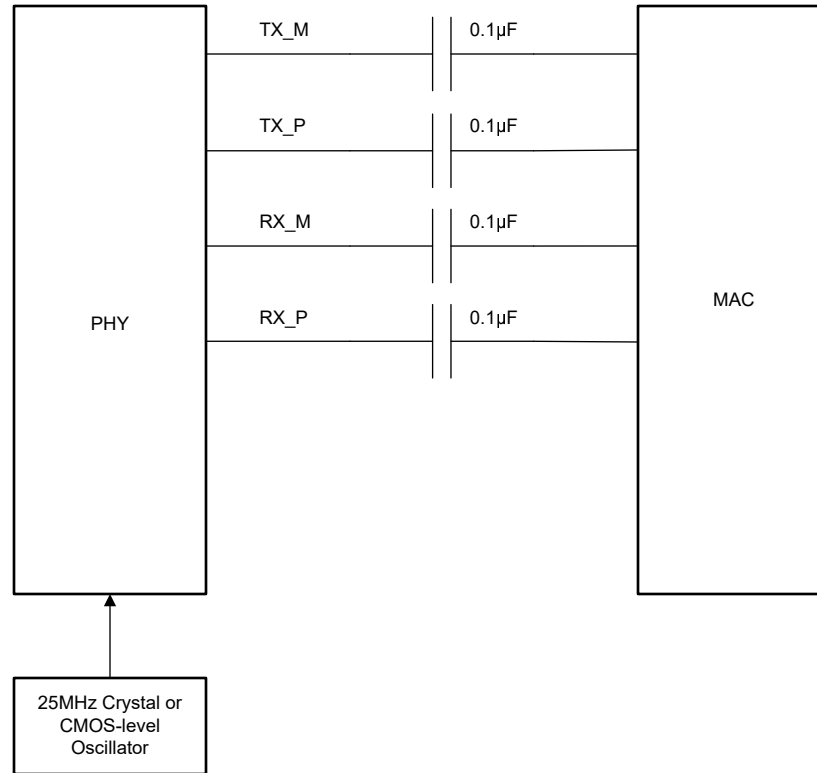 TX_M
0.1µF
TX_P
0.1µF
RX_M
0.1µF
RX_P
0.1µF
PHY
MAC
25MHz Crystal or
CMOS-level
Oscillator